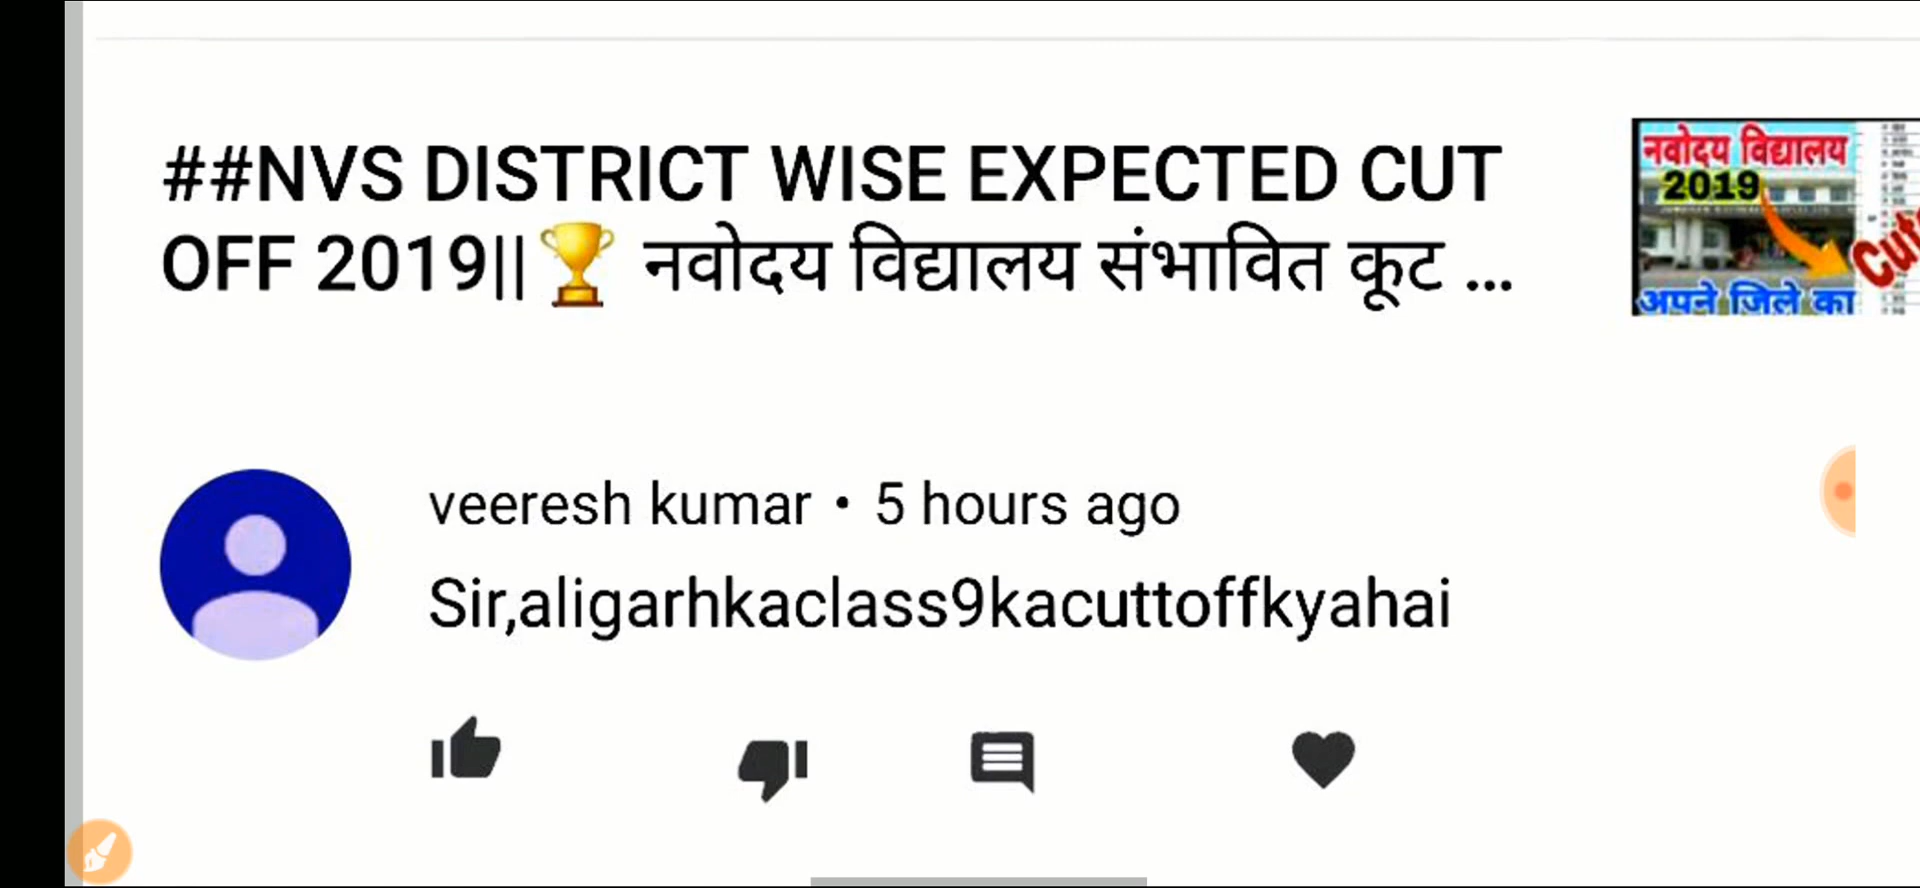 ##NVS DISTRICT WISE EXPECTED CUT
OFF 2019||🏆 नवोदय विद्यालय संभावित कूट ...
नवोदय विद्यालय
2019
Cut
अपने जिले का
veeresh kumar • 5 hours ago
Sir,aligarhkaclass9kacuttoffkyahai